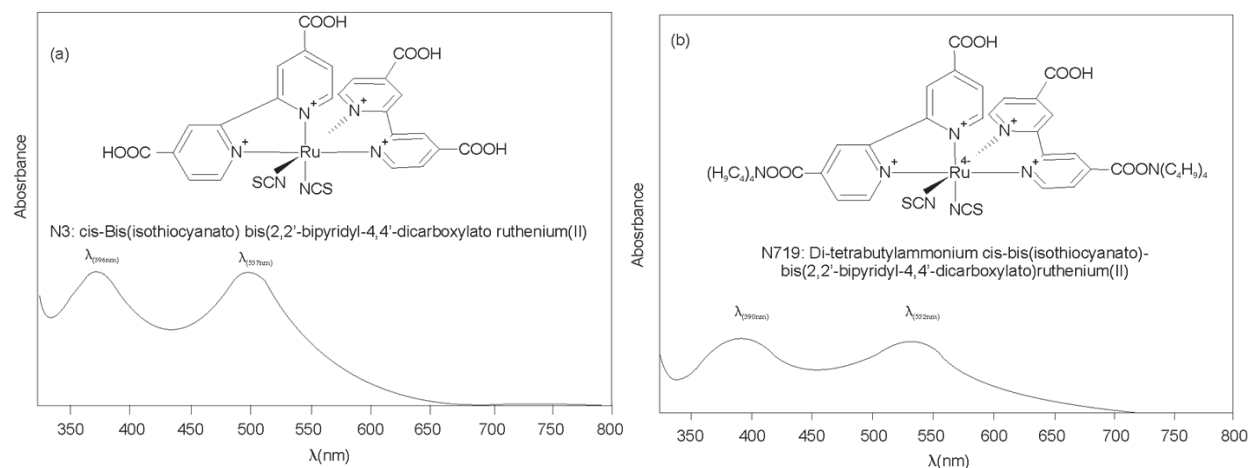 (a)
COOH
COOH
HOOC
COOH
N
+
N
+
N
+
N
+
Ru
SCN
NCS
N3: cis-Bis(isothiocyanato) bis(2,2'-bipyridyl-4,4'-dicarboxylato ruthenium(II)
λ(396nm)
λ(537nm)
Abosrbance
350 400 450 500 550 600 650 700 750 800
λ(nm)
(b)
COOH
COOH
(H9C4)4NOOC
COON(C4H9)4
N
+
N
+
N
+
N
+
Ru
4-
SCN
NCS
N719: Di-tetrabutylammonium cis-bis(isothiocyanato)-
bis(2,2'-bipyridyl-4,4'-dicarboxylato)ruthenium(II)
λ(390nm)
λ(532nm)
Abosrbance
350 400 450 500 550 600 650 700 750 800
λ(nm)